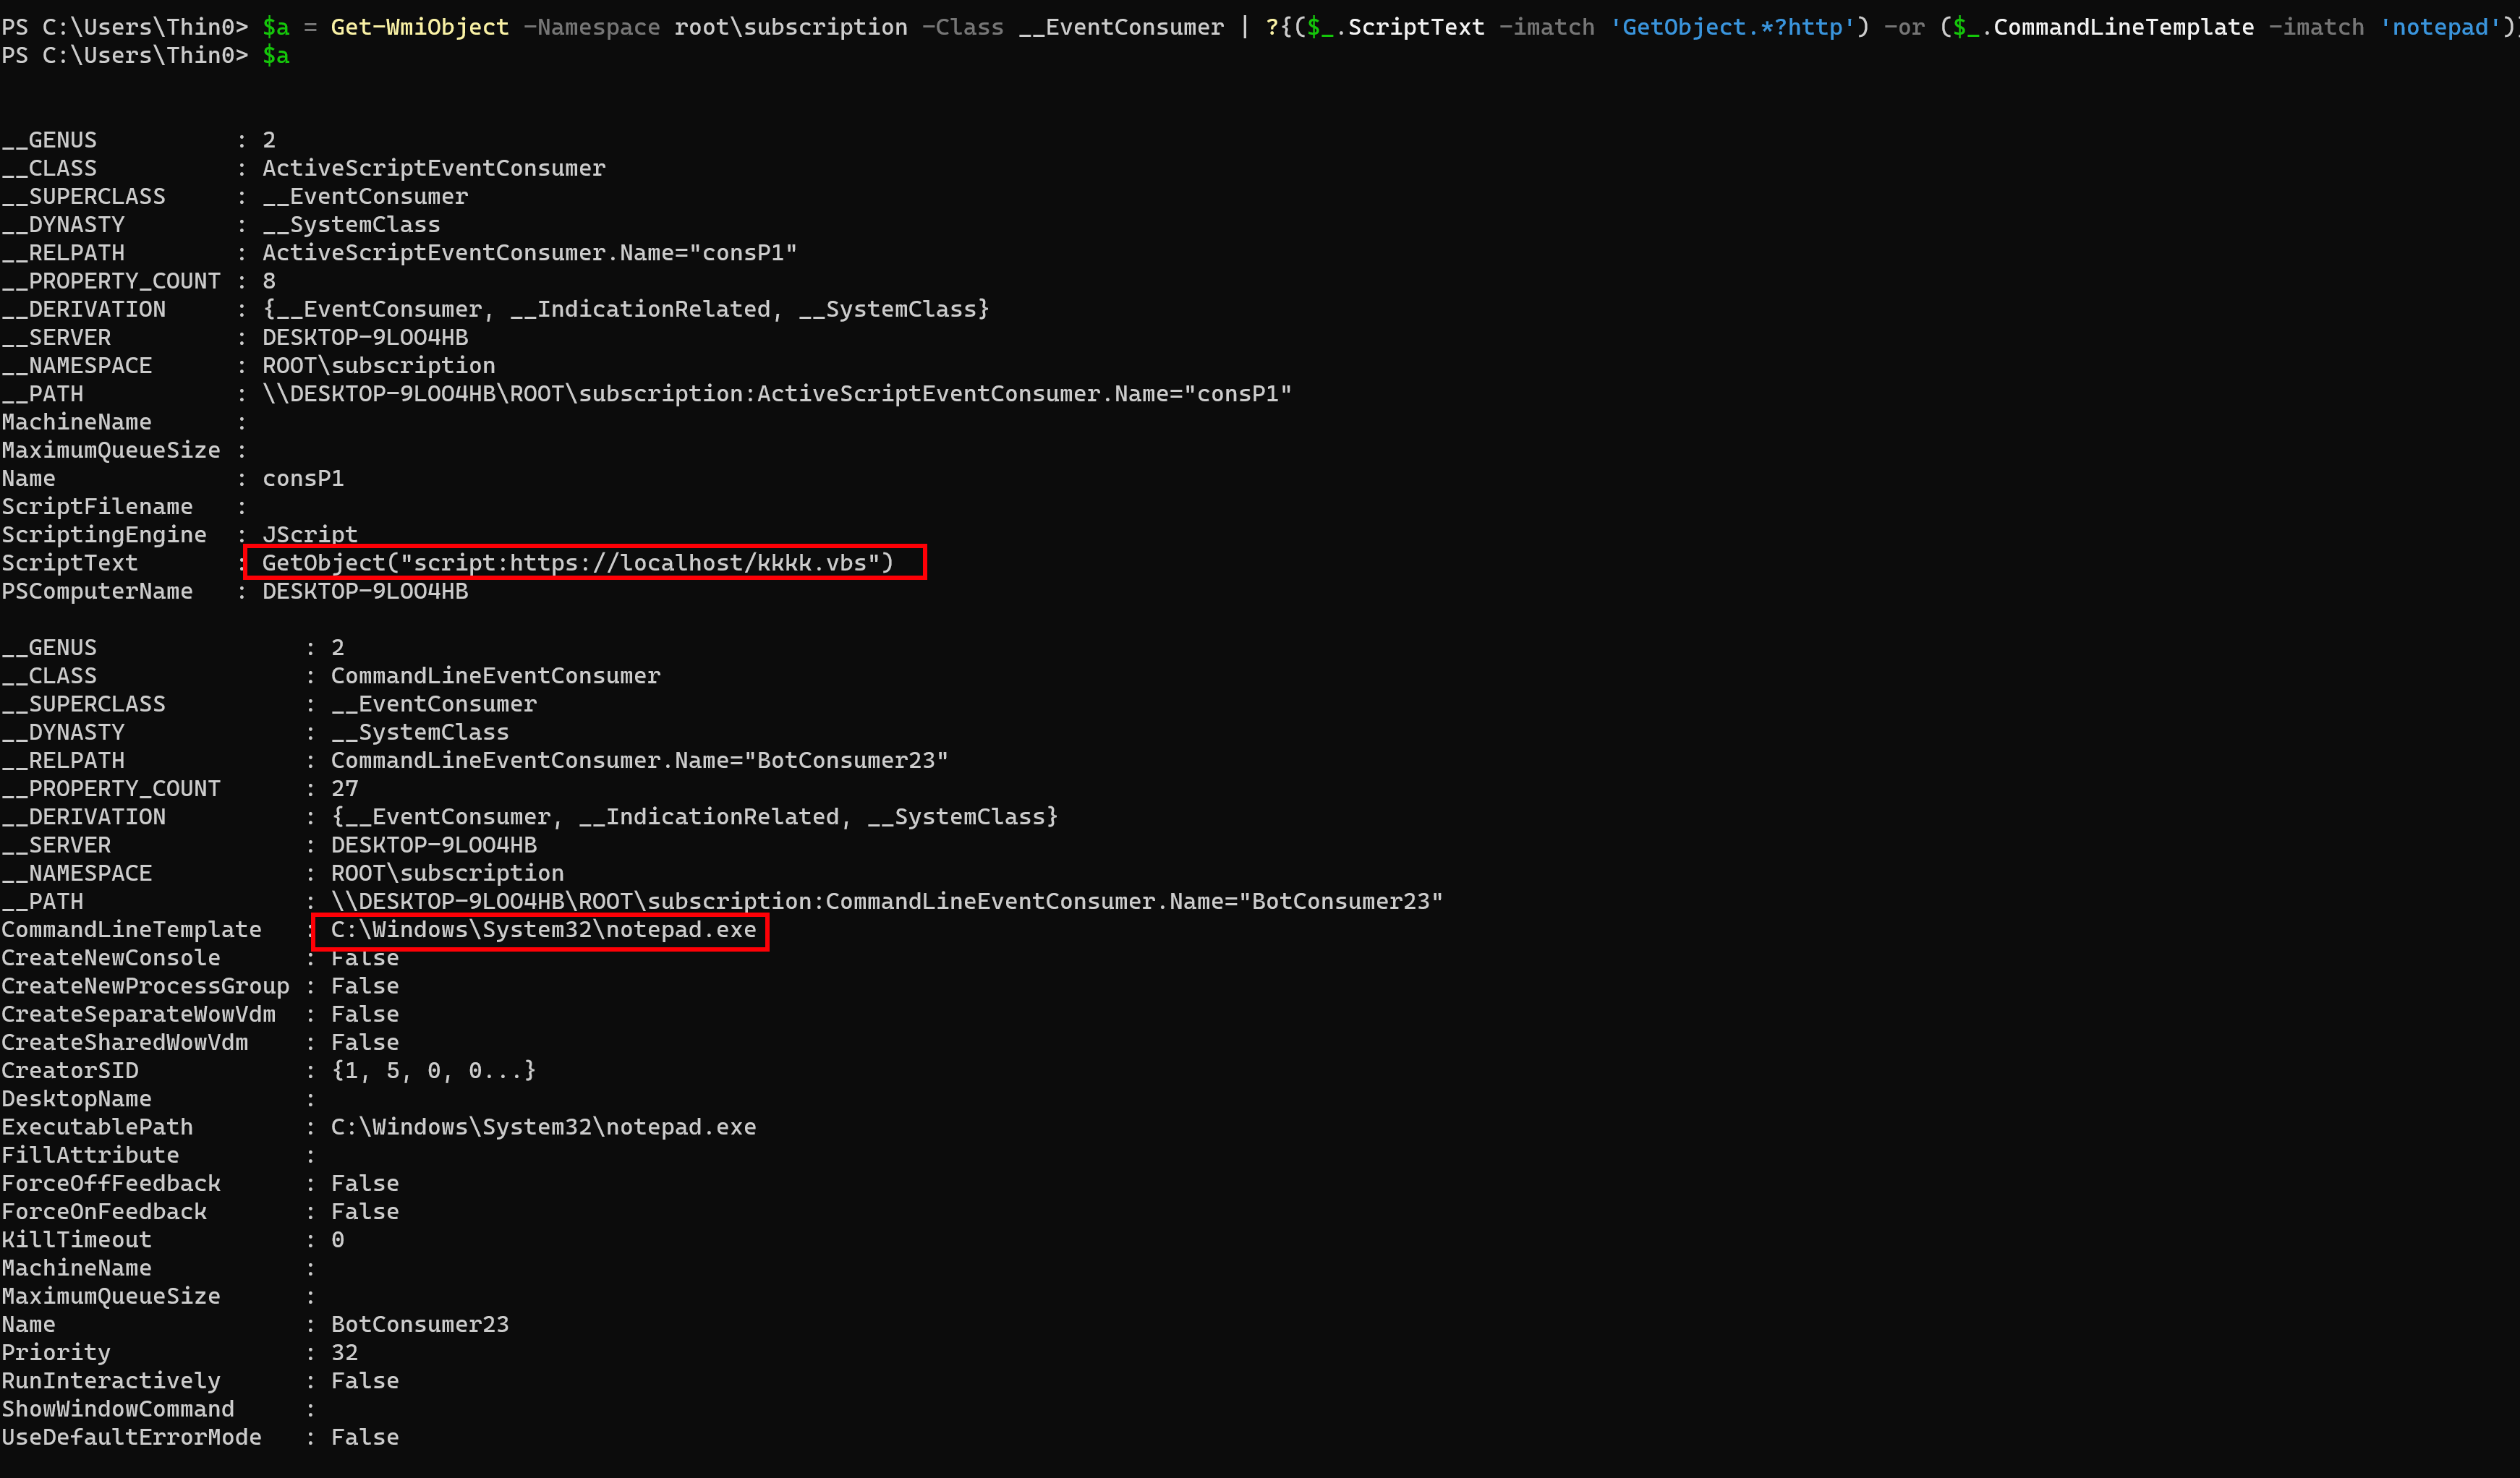 PS C:\Users\Thin0> $a = Get-WmiObject -Namespace root\subscription -Class __EventConsumer | ?{($_.ScriptText -imatch 'GetObject.*?http') -or ($_.CommandLineTemplate -imatch 'notepad')}
PS C:\Users\Thin0> $a
__GENUS          : 2
__CLASS          : ActiveScriptEventConsumer
__SUPERCLASS     : __EventConsumer
__DYNASTY        : __SystemClass
__RELPATH        : ActiveScriptEventConsumer.Name="consP1"
__PROPERTY_COUNT : 8
__DERIVATION     : {__EventConsumer, __IndicationRelated, __SystemClass}
__SERVER         : DESKTOP-9LOO4HB
__NAMESPACE      : ROOT\subscription
__PATH           : \\DESKTOP-9LOO4HB\ROOT\subscription:ActiveScriptEventConsumer.Name="consP1"
MachineName      :
MaximumQueueSize :
Name             : consP1
ScriptFilename   :
ScriptingEngine  : JScript
ScriptText       : GetObject("script:https://localhost/kkkk.vbs")
PSComputerName   : DESKTOP-9LOO4HB
__GENUS               : 2
__CLASS               : CommandLineEventConsumer
__SUPERCLASS          : __EventConsumer
__DYNASTY             : __SystemClass
__RELPATH             : CommandLineEventConsumer.Name="BotConsumer23"
__PROPERTY_COUNT      : 27
__DERIVATION          : {__EventConsumer, __IndicationRelated, __SystemClass}
__SERVER              : DESKTOP-9LOO4HB
__NAMESPACE           : ROOT\subscription
__PATH                : \\DESKTOP-9LOO4HB\ROOT\subscription:CommandLineEventConsumer.Name="BotConsumer23"
CommandLineTemplate   : C:\Windows\System32\notepad.exe
CreateNewConsole      : False
CreateNewProcessGroup : False
CreateSeparateWowVdm  : False
CreateSharedWowVdm    : False
CreatorSID            : {1, 5, 0, 0...}
DesktopName           :
ExecutablePath        : C:\Windows\System32\notepad.exe
FillAttribute         :
ForceOffFeedback      : False
ForceOnFeedback       : False
KillTimeout           : 0
MachineName           :
MaximumQueueSize      :
Name                  : BotConsumer23
Priority              : 32
RunInteractively      : False
ShowWindowCommand     :
UseDefaultErrorMode   : False